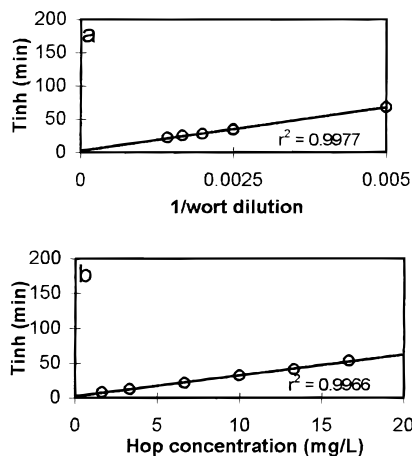 a
200
150
100
50
0
Tinh (min)
r² = 0.9977
0 0.0025 0.005
1/wort dilution
b
200
150
100
50
0
Tinh (min)
r² = 0.9966
0 5 10 15 20
Hop concentration (mg/L)